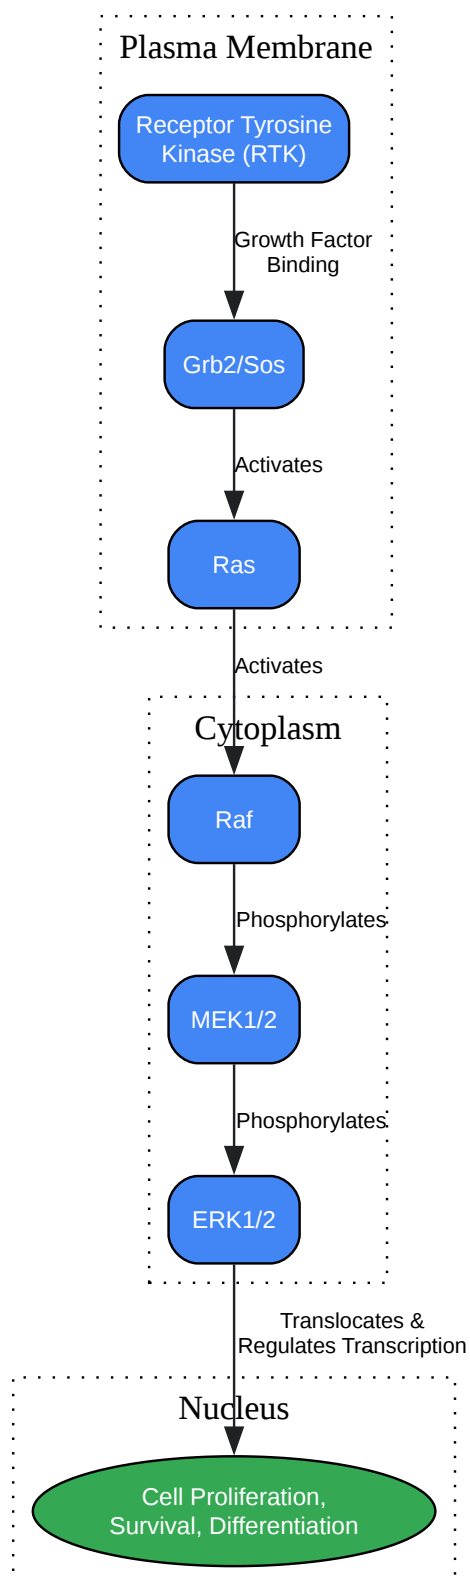 Plasma Membrane
Receptor Tyrosine
Kinase (RTK)
Growth Factor
Binding
Grb2/Sos
Activates
Ras
Activates
Cytoplasm
Raf
Phosphorylates
MEK1/2
Phosphorylates
ERK1/2
Translocates &
Regulates Transcription
Nucleus
Cell Proliferation,
Survival, Differentiation